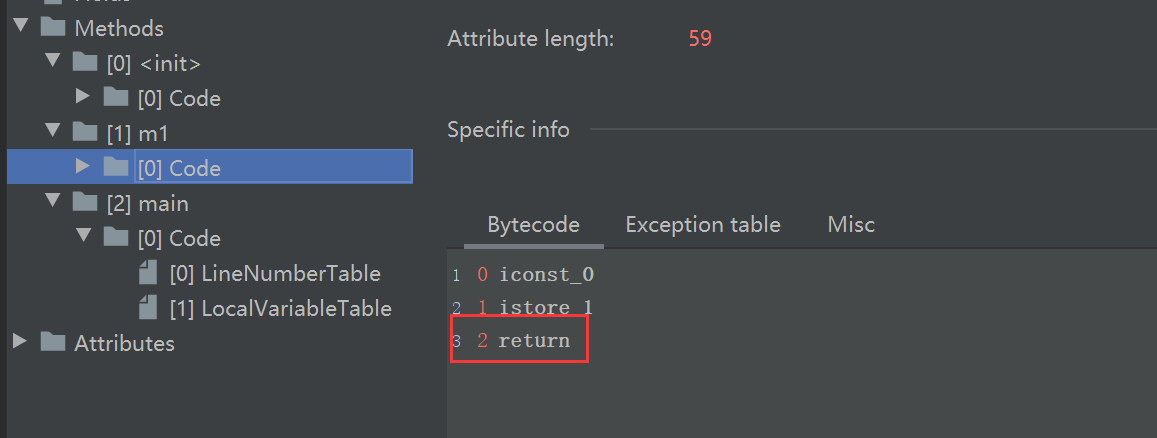 Methods
[0] <init>
[0] Code
[1] m1
[0] Code
[2] main
[0] Code
[0] LineNumberTable
[1] LocalVariableTable
Attributes
Attribute length: 59
Specific info
Bytecode Exception table Misc
1 0 iconst_0
2 1 istore_1
3 2 return